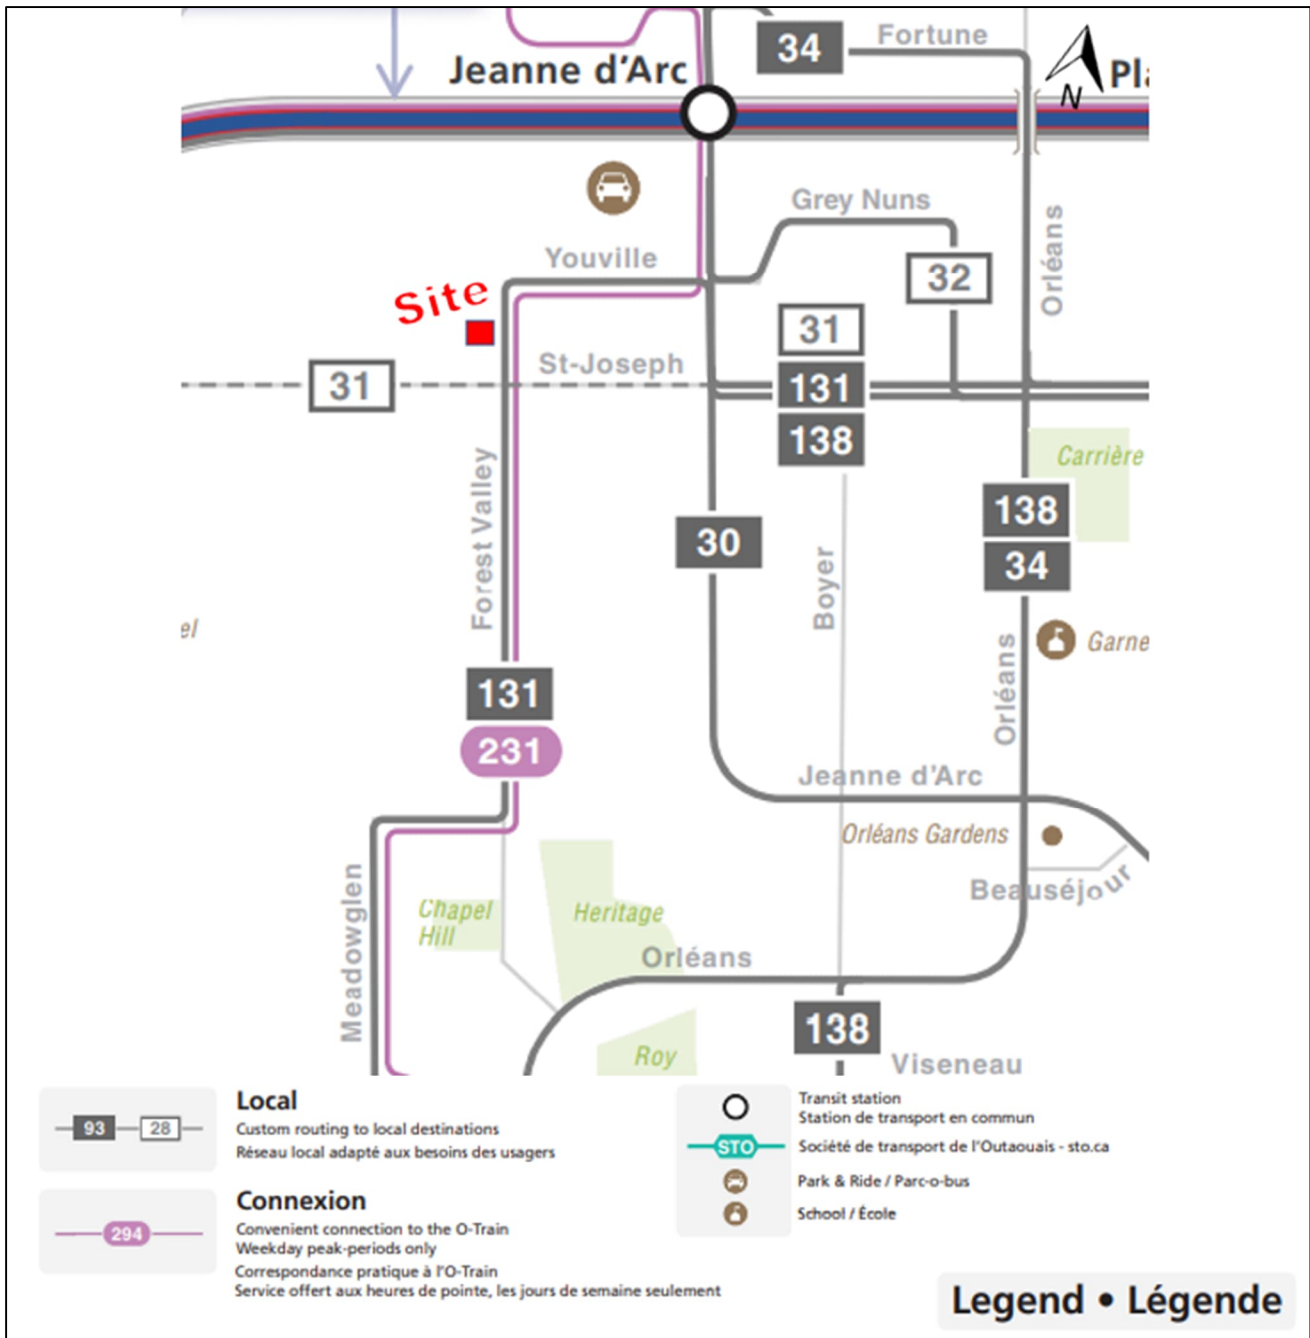 34
Fortune
Jeanne d'Arc
Pla
N
Grey Nuns
Youville
32
Orléans
Site
31
St-Joseph
31
131
138
Carrière
Forest Valley
138
30
34
Boyer
el
Garne
Orléans
131
231
Jeanne d'Arc
Orléans Gardens
Beauséjour
Meadowglen
Chapel
Hill
Heritage
Orléans
138
Roy
Viseneau
Local
93 28
Custom routing to local destinations
Réseau local adapté aux besoins des usagers
Connexion
294
Convenient connection to the O-Train
Weekday peak-periods only
Correspondance pratique à l'O-Train
Service offert aux heures de pointe, les jours de semaine seulement
Transit station
Station de transport en commun
STO
Société de transport de l'Outaouais - sto.ca
Park & Ride / Parc-o-bus
School / École
Legend • Légende